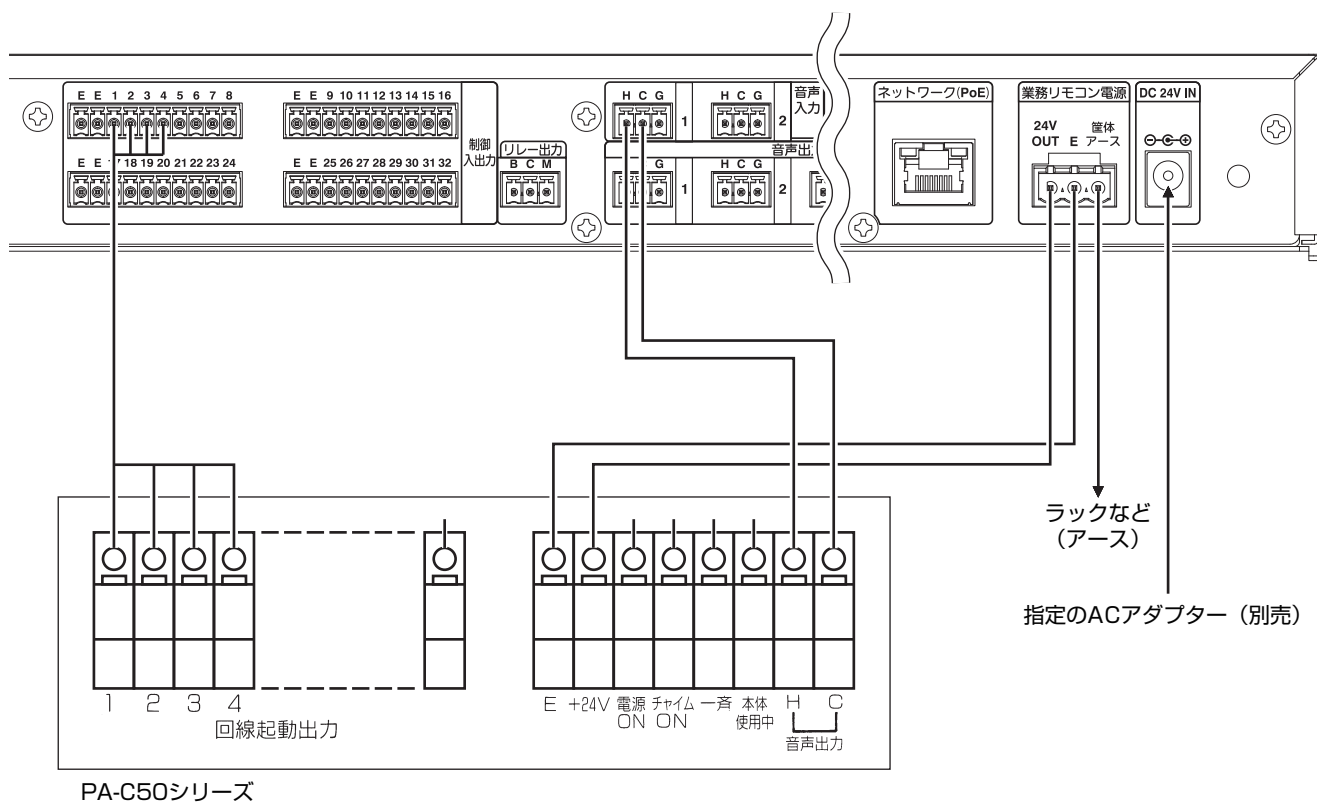 E E 1 2 3 4 5 6 7 8
E E 9 10 11 12 13 14 15 16
制御
入出力
E E 17 18 19 20 21 22 23 24
E E 25 26 27 28 29 30 31 32
リレー出力
B C M
H C G
1
H C G
2
音声
入力
音声出
G
1
H C G
2
ネットワーク(PoE)
業務リモコン電源
24V
OUT E
筐体
アース
DC 24V IN
ラックなど
(アース)
指定のACアダプター(別売)
1 2 3 4
回線起動出力
E +24V 電源
ON
チャイム
ON
一斉
本体
使用中
H C
音声出力
PA-C50シリーズ